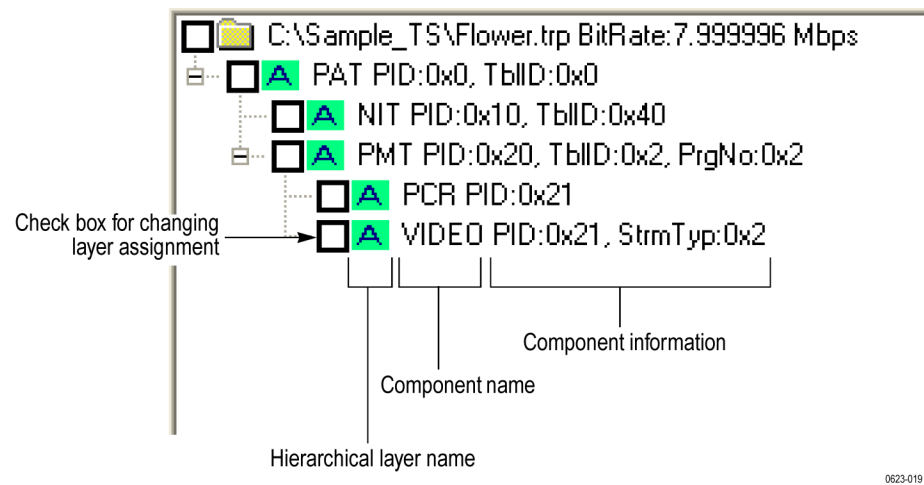 C:\Sample_TS\Flower.trp BitRate:7.999996 Mbps
A PAT PID:0x0, TblID:0x0
A NIT PID:0x10, TblID:0x40
A PMT PID:0x20, TblID:0x2, PrgNo:0x2
A PCR PID:0x21
Check box for changing
layer assignment
A VIDEO PID:0x21, StrmTyp:0x2
Component information
Component name
Hierarchical layer name
0623-019